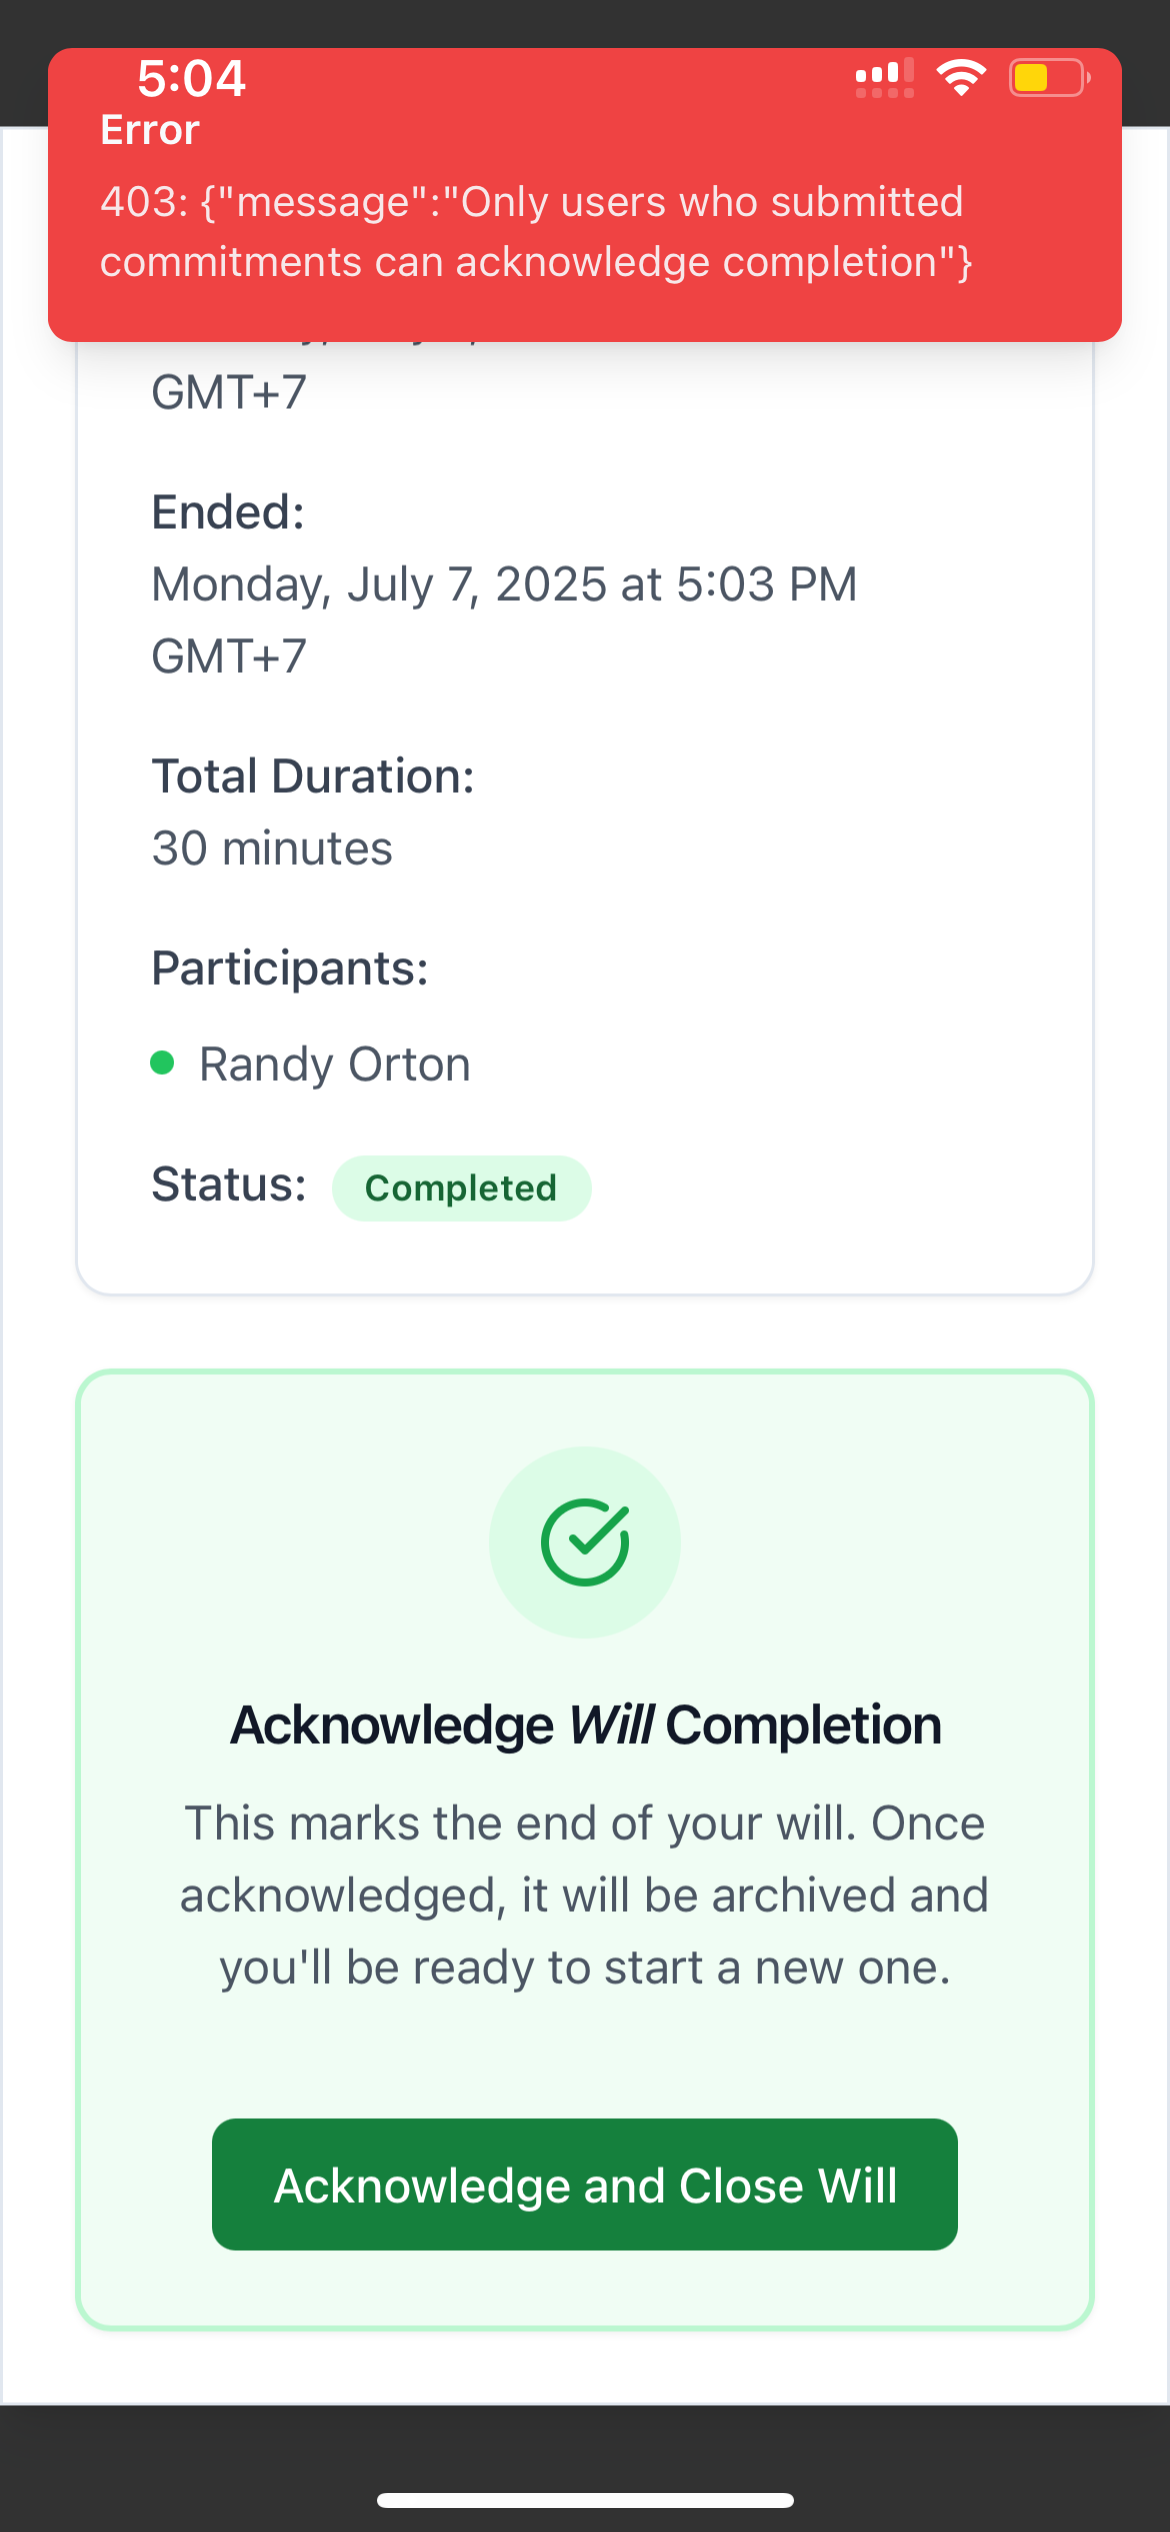 5:04
Error
403: {"message":"Only users who submitted
commitments can acknowledge completion"}
GMT+7
Ended:
Monday, July 7, 2025 at 5:03 PM
GMT+7
Total Duration:
30 minutes
Participants:
Randy Orton
Status: Completed
Acknowledge Will Completion
This marks the end of your will. Once
acknowledged, it will be archived and
you'll be ready to start a new one.
Acknowledge and Close Will